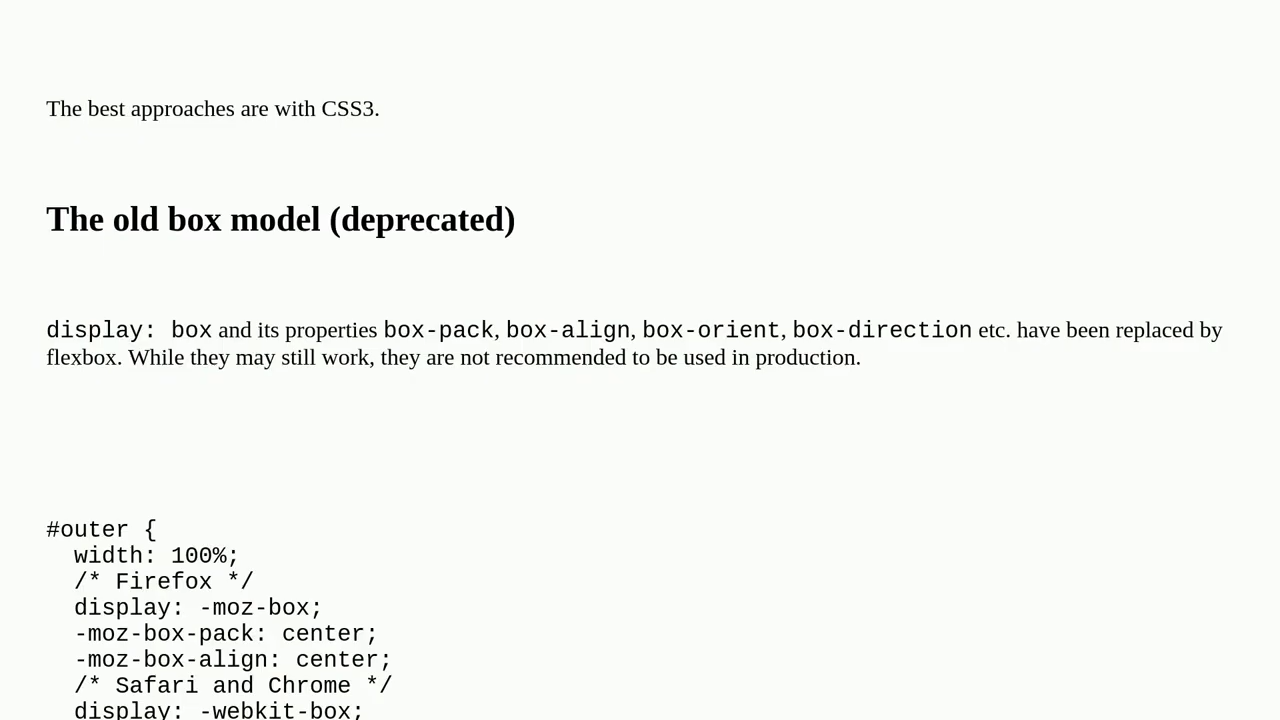 The best approaches are with CSS3.
The old box model (deprecated)
display: box and its properties box-pack, box-align, box-orient, box-direction etc. have been replaced by
flexbox. While they may still work, they are not recommended to be used in production.
#outer {
  width: 100%;
  /* Firefox */
  display: -moz-box;
  -moz-box-pack: center;
  -moz-box-align: center;
  /* Safari and Chrome */
  display: -webkit-box;